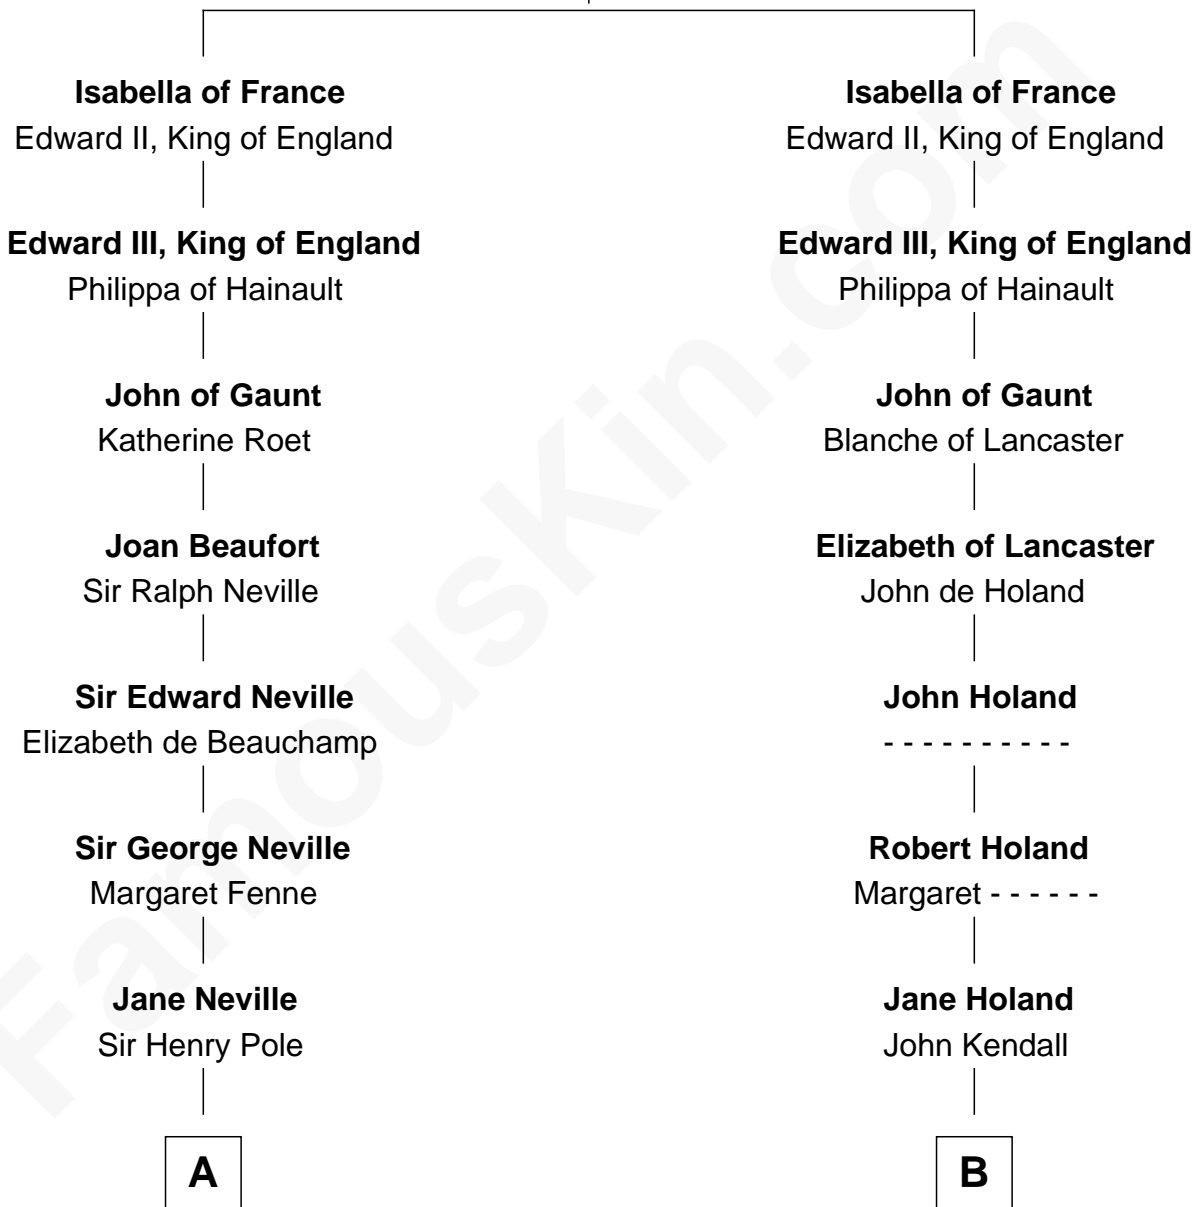 Isabella of France
Edward II, King of England
Edward III, King of England
Philippa of Hainault
John of Gaunt
Katherine Roet
Joan Beaufort
Sir Ralph Neville
Sir Edward Neville
Elizabeth de Beauchamp
Sir George Neville
Margaret Fenne
Jane Neville
Sir Henry Pole
A
Isabella of France
Edward II, King of England
Edward III, King of England
Philippa of Hainault
John of Gaunt
Blanche of Lancaster
Elizabeth of Lancaster
John de Holand
John Holand
- - - - - - - - - -
Robert Holand
Margaret - - - - - -
Jane Holand
John Kendall
B
FamousKin.com